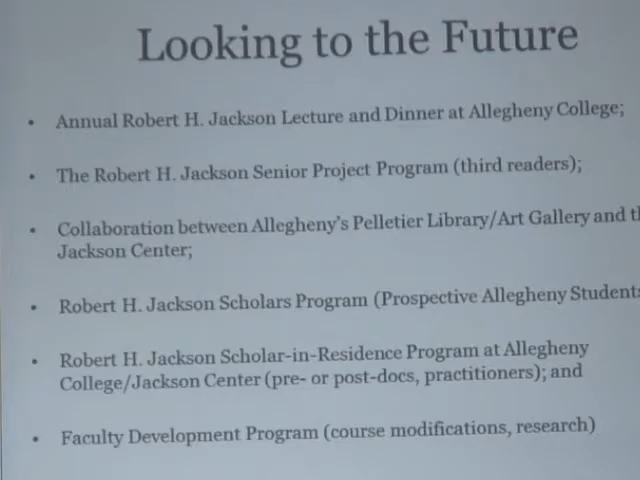 Looking to the Future
• Annual Robert H. Jackson Lecture and Dinner at Allegheny College;
• The Robert H. Jackson Senior Project Program (third readers);
• Collaboration between Allegheny's Pelletier Library/Art Gallery and th
Jackson Center;
• Robert H. Jackson Scholars Program (Prospective Allegheny Students
• Robert H. Jackson Scholar-in-Residence Program at Allegheny
College/Jackson Center (pre- or post-docs, practitioners); and
• Faculty Development Program (course modifications, research)